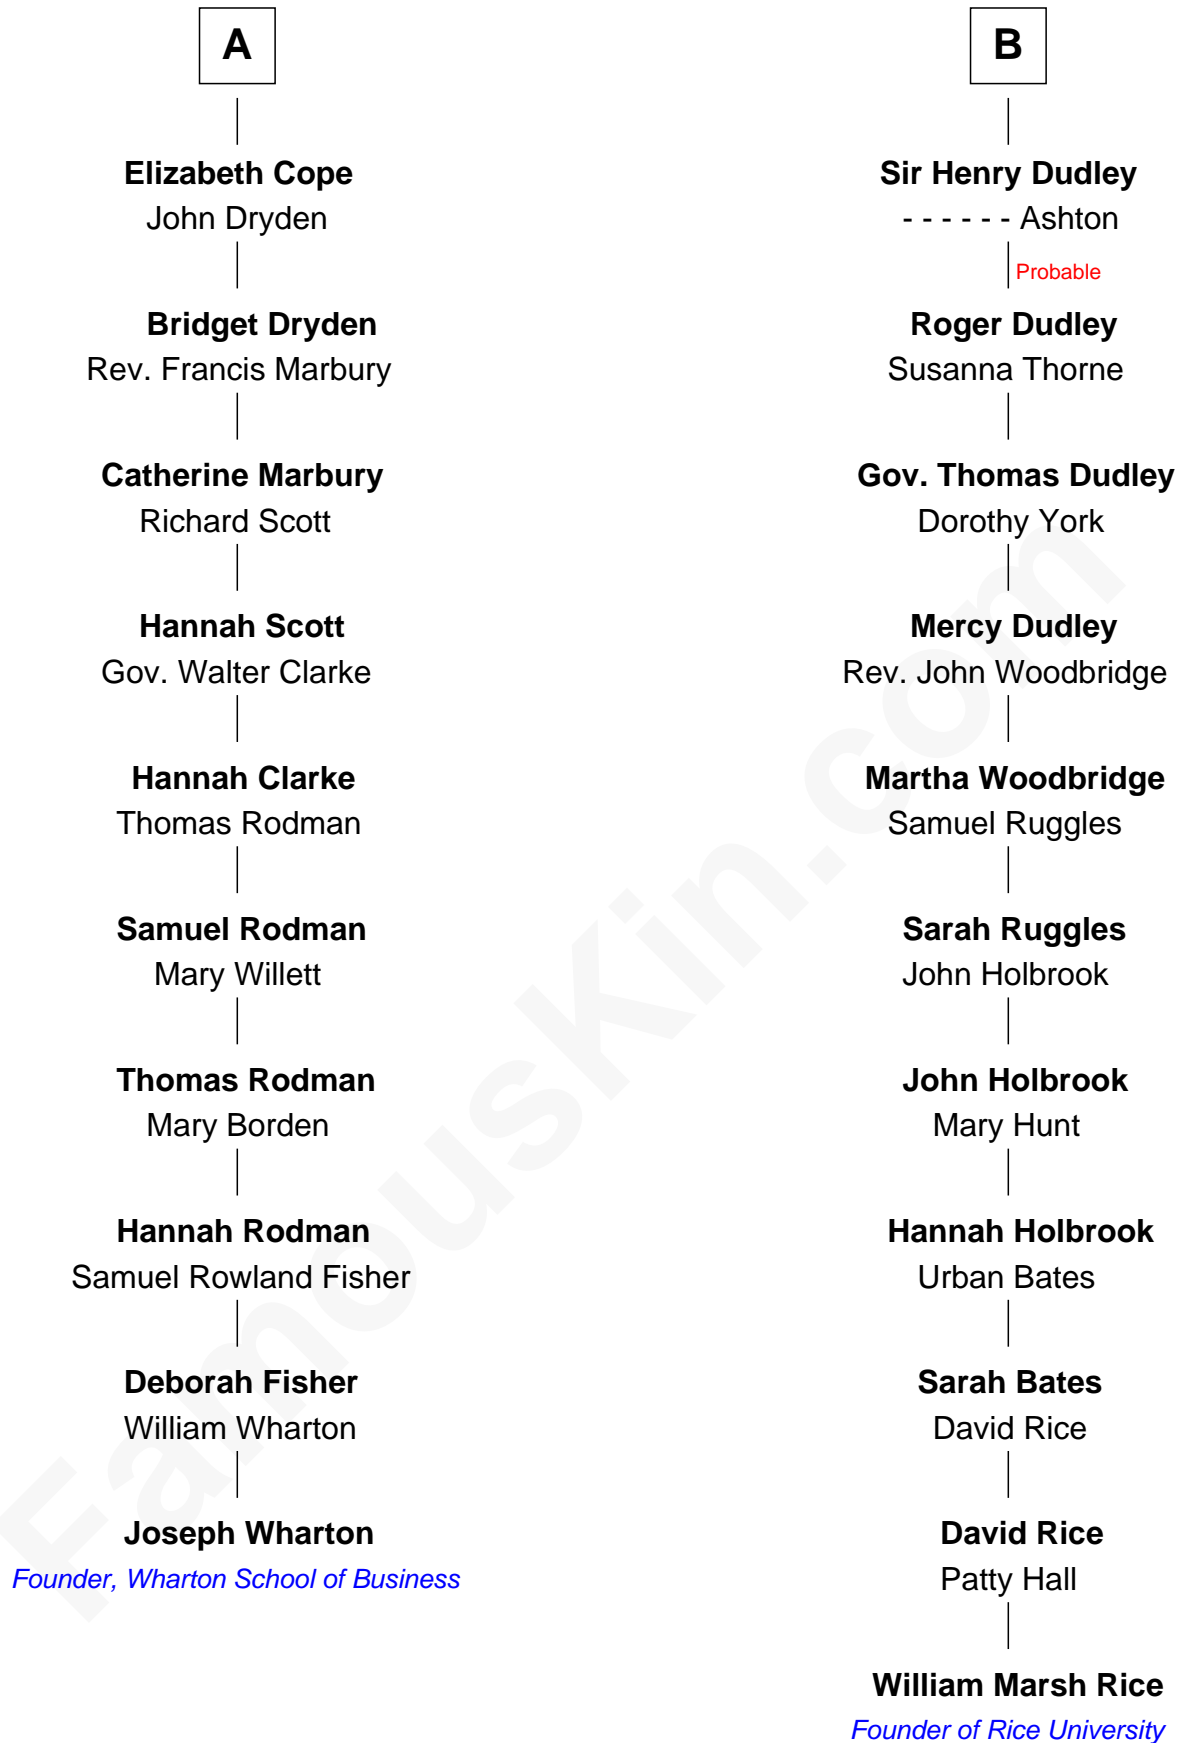 A
Elizabeth Cope
John Dryden
Bridget Dryden
Rev. Francis Marbury
Catherine Marbury
Richard Scott
Hannah Scott
Gov. Walter Clarke
Hannah Clarke
Thomas Rodman
Samuel Rodman
Mary Willett
Thomas Rodman
Mary Borden
Hannah Rodman
Samuel Rowland Fisher
Deborah Fisher
William Wharton
Joseph Wharton
Founder, Wharton School of Business
B
Sir Henry Dudley
- - - - - - Ashton
Probable
Roger Dudley
Susanna Thorne
Gov. Thomas Dudley
Dorothy York
Mercy Dudley
Rev. John Woodbridge
Martha Woodbridge
Samuel Ruggles
Sarah Ruggles
John Holbrook
John Holbrook
Mary Hunt
Hannah Holbrook
Urban Bates
Sarah Bates
David Rice
David Rice
Patty Hall
William Marsh Rice
Founder of Rice University
FamousKin.com